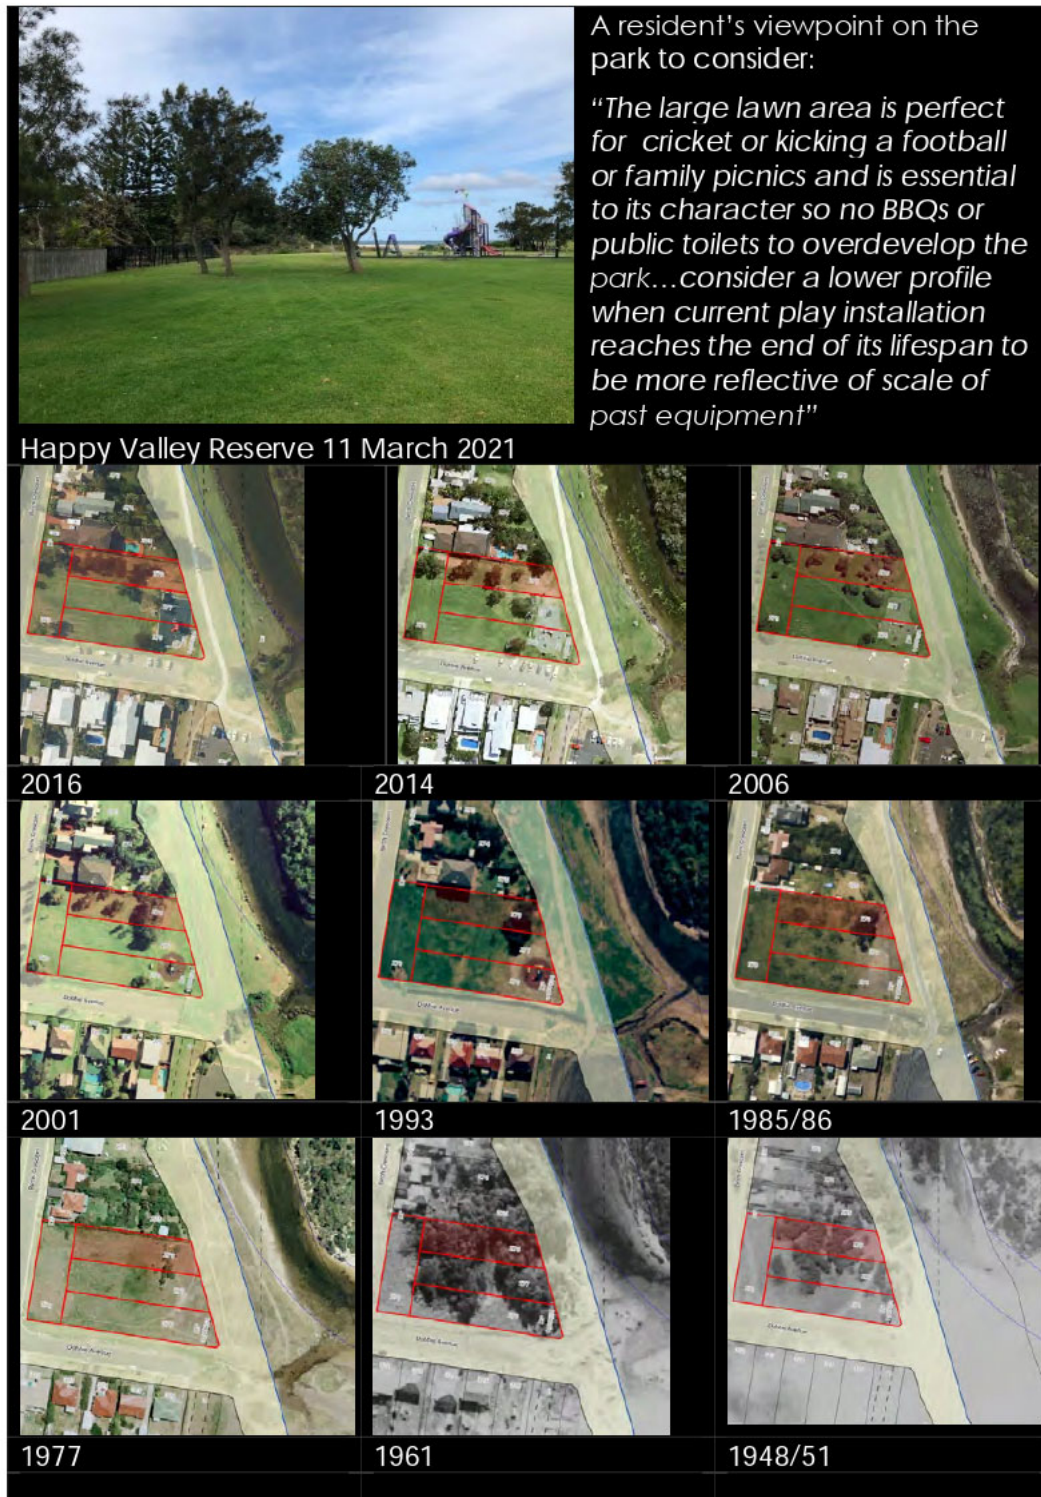 A resident's viewpoint on the
park to consider:
“The large lawn area is perfect
for cricket or kicking a football
or family picnics and is essential
to its character so no BBQs or
public toilets to overdevelop the
park...consider a lower profile
when current play installation
reaches the end of its lifespan to
be more reflective of scale of
past equipment”
Happy Valley Reserve 11 March 2021
2016
2014
2006
2001
1993
1985/86
1977
1961
1948/51